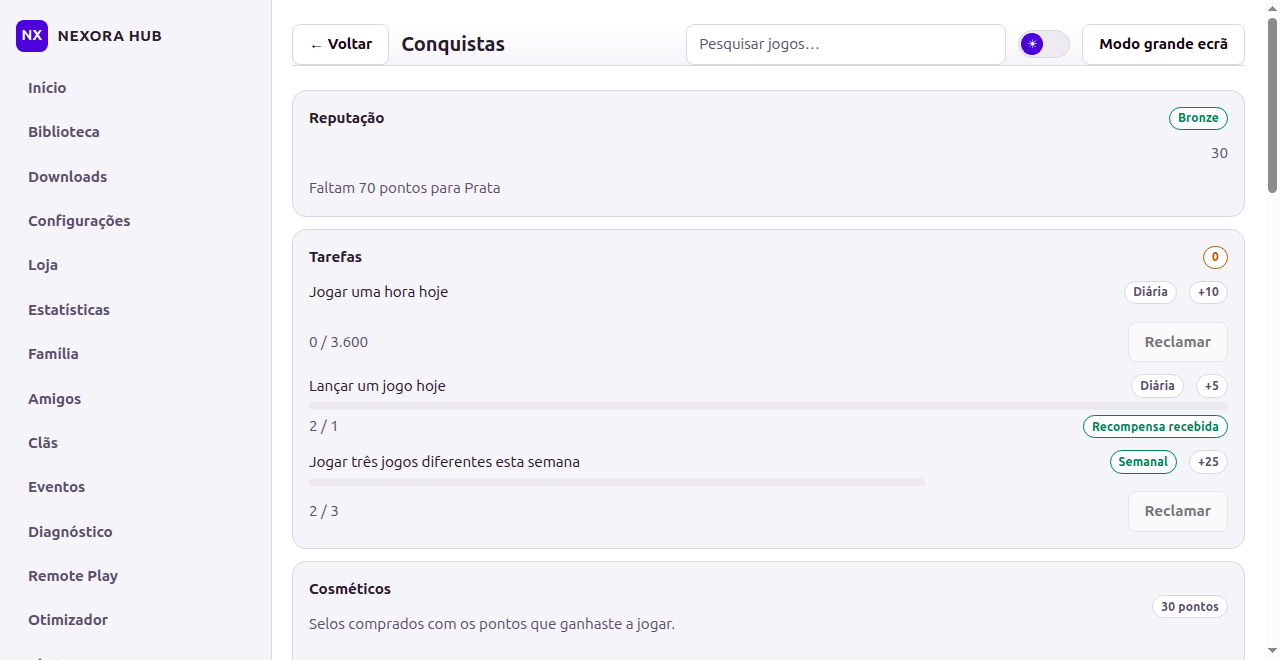 NX NEXORA HUB
Início
Biblioteca
Downloads
Configurações
Loja
Estatísticas
Família
Amigos
Clãs
Eventos
Diagnóstico
Remote Play
Otimizador
← Voltar
Conquistas
Pesquisar jogos…
Modo grande ecrã
Reputação
Bronze
30
Faltam 70 pontos para Prata
Tarefas
0
Jogar uma hora hoje
Diária
+10
0 / 3.600
Reclamar
Lançar um jogo hoje
Diária
+5
2 / 1
Recompensa recebida
Jogar três jogos diferentes esta semana
Semanal
+25
2 / 3
Reclamar
Cosméticos
30 pontos
Selos comprados com os pontos que ganhaste a jogar.